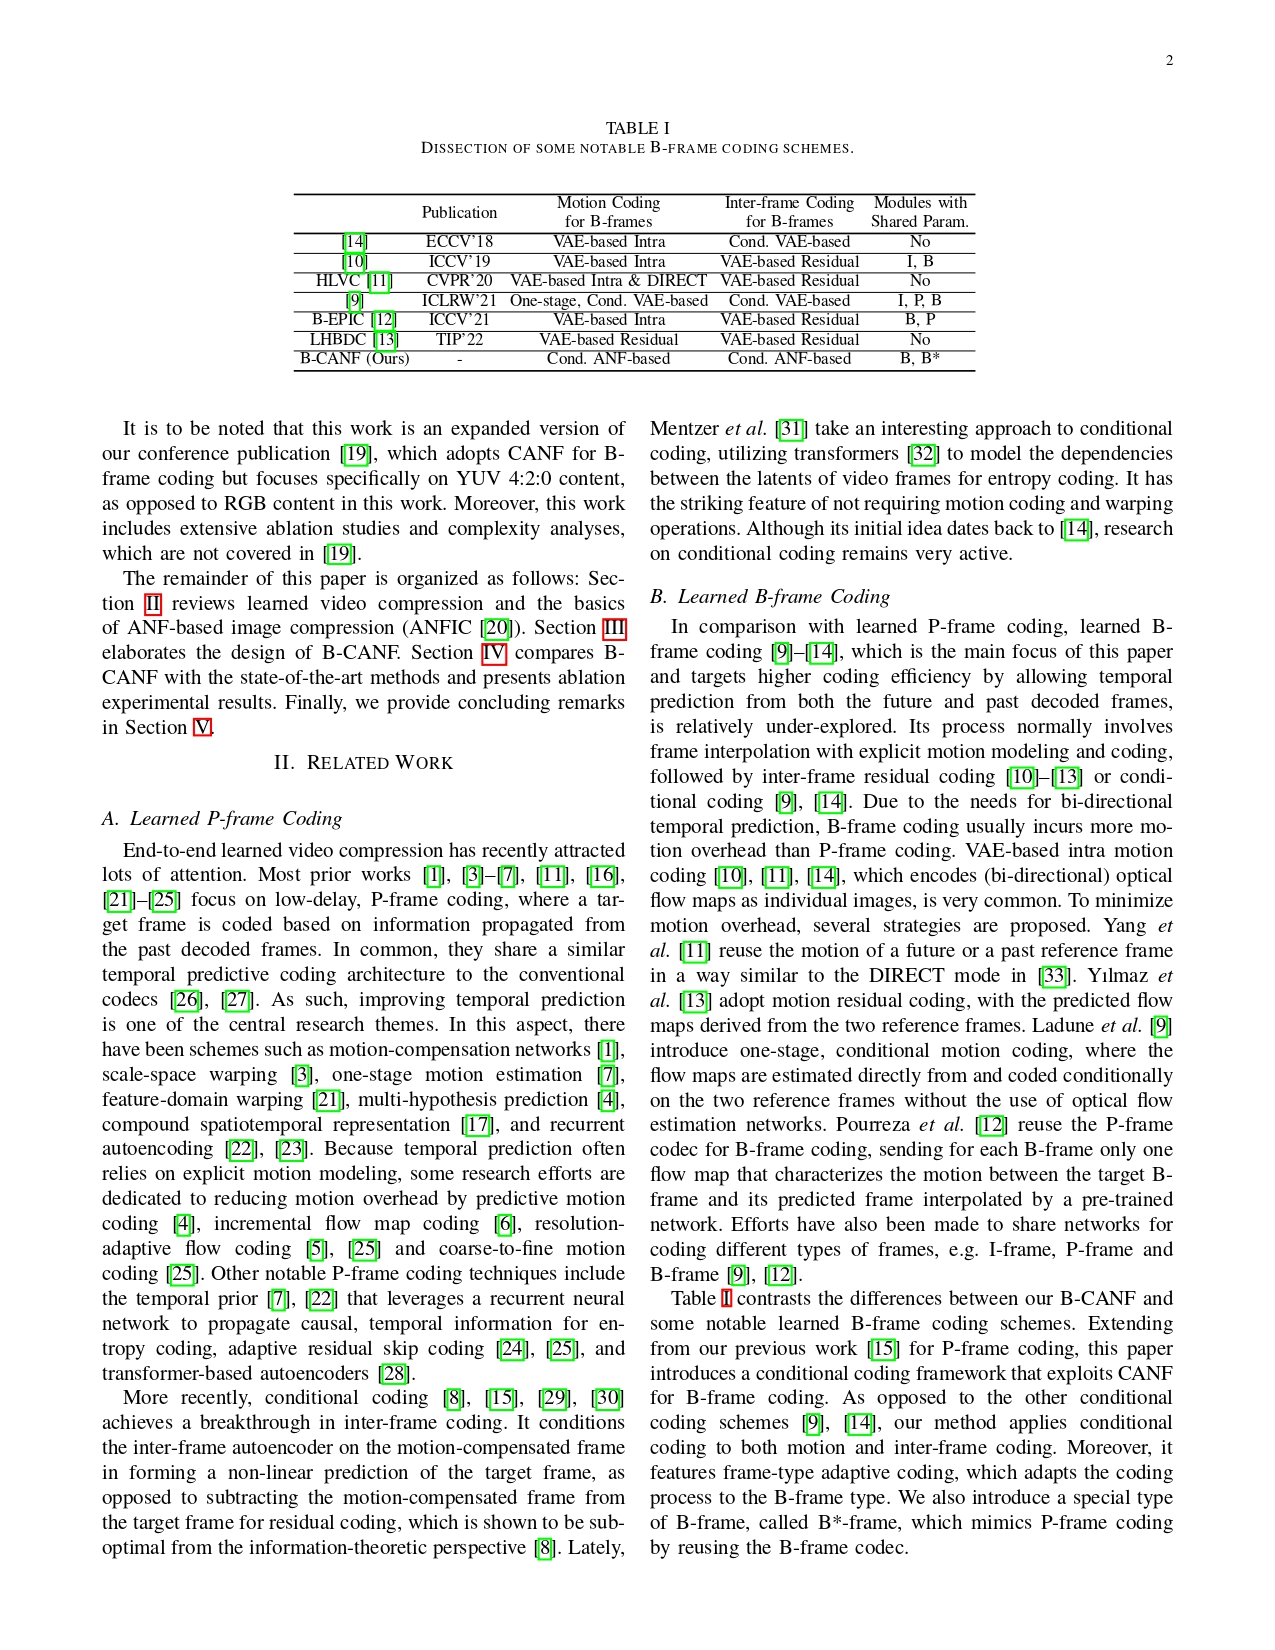 2
TABLE I
DISSECTION OF SOME NOTABLE B-FRAME CODING SCHEMES.
Publication Motion Coding for B-frames Inter-frame Coding for B-frames Modules with Shared Param.
[14] ECCV'18 VAE-based Intra Cond. VAE-based No
[10] ICCV'19 VAE-based Intra VAE-based Residual I, B
HLVC [11] CVPR'20 VAE-based Intra & DIRECT VAE-based Residual No
[9] ICLRW'21 One-stage, Cond. VAE-based Cond. VAE-based I, P, B
B-EPIC [12] ICCV'21 VAE-based Intra VAE-based Residual B, P
LHBDC [13] TIP'22 VAE-based Residual VAE-based Residual No
B-CANF (Ours) - Cond. ANF-based Cond. ANF-based B, B*
It is to be noted that this work is an expanded version of
our conference publication [19], which adopts CANF for B-
frame coding but focuses specifically on YUV 4:2:0 content,
as opposed to RGB content in this work. Moreover, this work
includes extensive ablation studies and complexity analyses,
which are not covered in [19].
The remainder of this paper is organized as follows: Sec-
tion II reviews learned video compression and the basics
of ANF-based image compression (ANFIC [20]). Section III
elaborates the design of B-CANF. Section IV compares B-
CANF with the state-of-the-art methods and presents ablation
experimental results. Finally, we provide concluding remarks
in Section V.
II. RELATED WORK
A. Learned P-frame Coding
End-to-end learned video compression has recently attracted
lots of attention. Most prior works [1], [3]–[7], [11], [16],
[21]–[25] focus on low-delay, P-frame coding, where a tar-
get frame is coded based on information propagated from
the past decoded frames. In common, they share a similar
temporal predictive coding architecture to the conventional
codecs [26], [27]. As such, improving temporal prediction
is one of the central research themes. In this aspect, there
have been schemes such as motion-compensation networks [1],
scale-space warping [3], one-stage motion estimation [7],
feature-domain warping [21], multi-hypothesis prediction [4],
compound spatiotemporal representation [17], and recurrent
autoencoding [22], [23]. Because temporal prediction often
relies on explicit motion modeling, some research efforts are
dedicated to reducing motion overhead by predictive motion
coding [4], incremental flow map coding [6], resolution-
adaptive flow coding [5], [25] and coarse-to-fine motion
coding [25]. Other notable P-frame coding techniques include
the temporal prior [7], [22] that leverages a recurrent neural
network to propagate causal, temporal information for en-
tropy coding, adaptive residual skip coding [24], [25], and
transformer-based autoencoders [28].
More recently, conditional coding [8], [15], [29], [30]
achieves a breakthrough in inter-frame coding. It conditions
the inter-frame autoencoder on the motion-compensated frame
in forming a non-linear prediction of the target frame, as
opposed to subtracting the motion-compensated frame from
the target frame for residual coding, which is shown to be sub-
optimal from the information-theoretic perspective [8]. Lately,
Mentzer et al. [31] take an interesting approach to conditional
coding, utilizing transformers [32] to model the dependencies
between the latents of video frames for entropy coding. It has
the striking feature of not requiring motion coding and warping
operations. Although its initial idea dates back to [14], research
on conditional coding remains very active.
B. Learned B-frame Coding
In comparison with learned P-frame coding, learned B-
frame coding [9]–[14], which is the main focus of this paper
and targets higher coding efficiency by allowing temporal
prediction from both the future and past decoded frames,
is relatively under-explored. Its process normally involves
frame interpolation with explicit motion modeling and coding,
followed by inter-frame residual coding [10]–[13] or condi-
tional coding [9], [14]. Due to the needs for bi-directional
temporal prediction, B-frame coding usually incurs more mo-
tion overhead than P-frame coding. VAE-based intra motion
coding [10], [11], [14], which encodes (bi-directional) optical
flow maps as individual images, is very common. To minimize
motion overhead, several strategies are proposed. Yang et
al. [11] reuse the motion of a future or a past reference frame
in a way similar to the DIRECT mode in [33]. Yılmaz et
al. [13] adopt motion residual coding, with the predicted flow
maps derived from the two reference frames. Ladune et al. [9]
introduce one-stage, conditional motion coding, where the
flow maps are estimated directly from and coded conditionally
on the two reference frames without the use of optical flow
estimation networks. Pourreza et al. [12] reuse the P-frame
codec for B-frame coding, sending for each B-frame only one
flow map that characterizes the motion between the target B-
frame and its predicted frame interpolated by a pre-trained
network. Efforts have also been made to share networks for
coding different types of frames, e.g. I-frame, P-frame and
B-frame [9], [12].
Table I contrasts the differences between our B-CANF and
some notable learned B-frame coding schemes. Extending
from our previous work [15] for P-frame coding, this paper
introduces a conditional coding framework that exploits CANF
for B-frame coding. As opposed to the other conditional
coding schemes [9], [14], our method applies conditional
coding to both motion and inter-frame coding. Moreover, it
features frame-type adaptive coding, which adapts the coding
process to the B-frame type. We also introduce a special type
of B-frame, called B*-frame, which mimics P-frame coding
by reusing the B-frame codec.